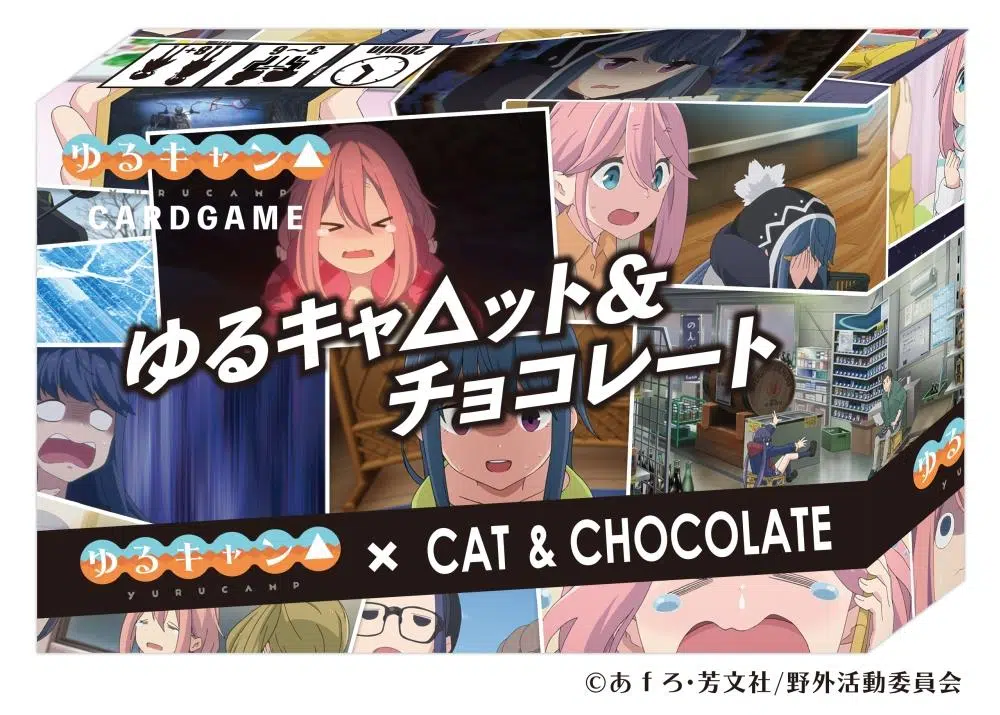 20min
3~6
6+
ゆるキャン△
YURUCAMP
CARDGAME
ゆるキャ△ット&
チョコレート
ゆるキャン△ × CAT & CHOCOLATE
YURUCAMP
ゆる
©あfろ・芳文社/野外活動委員会